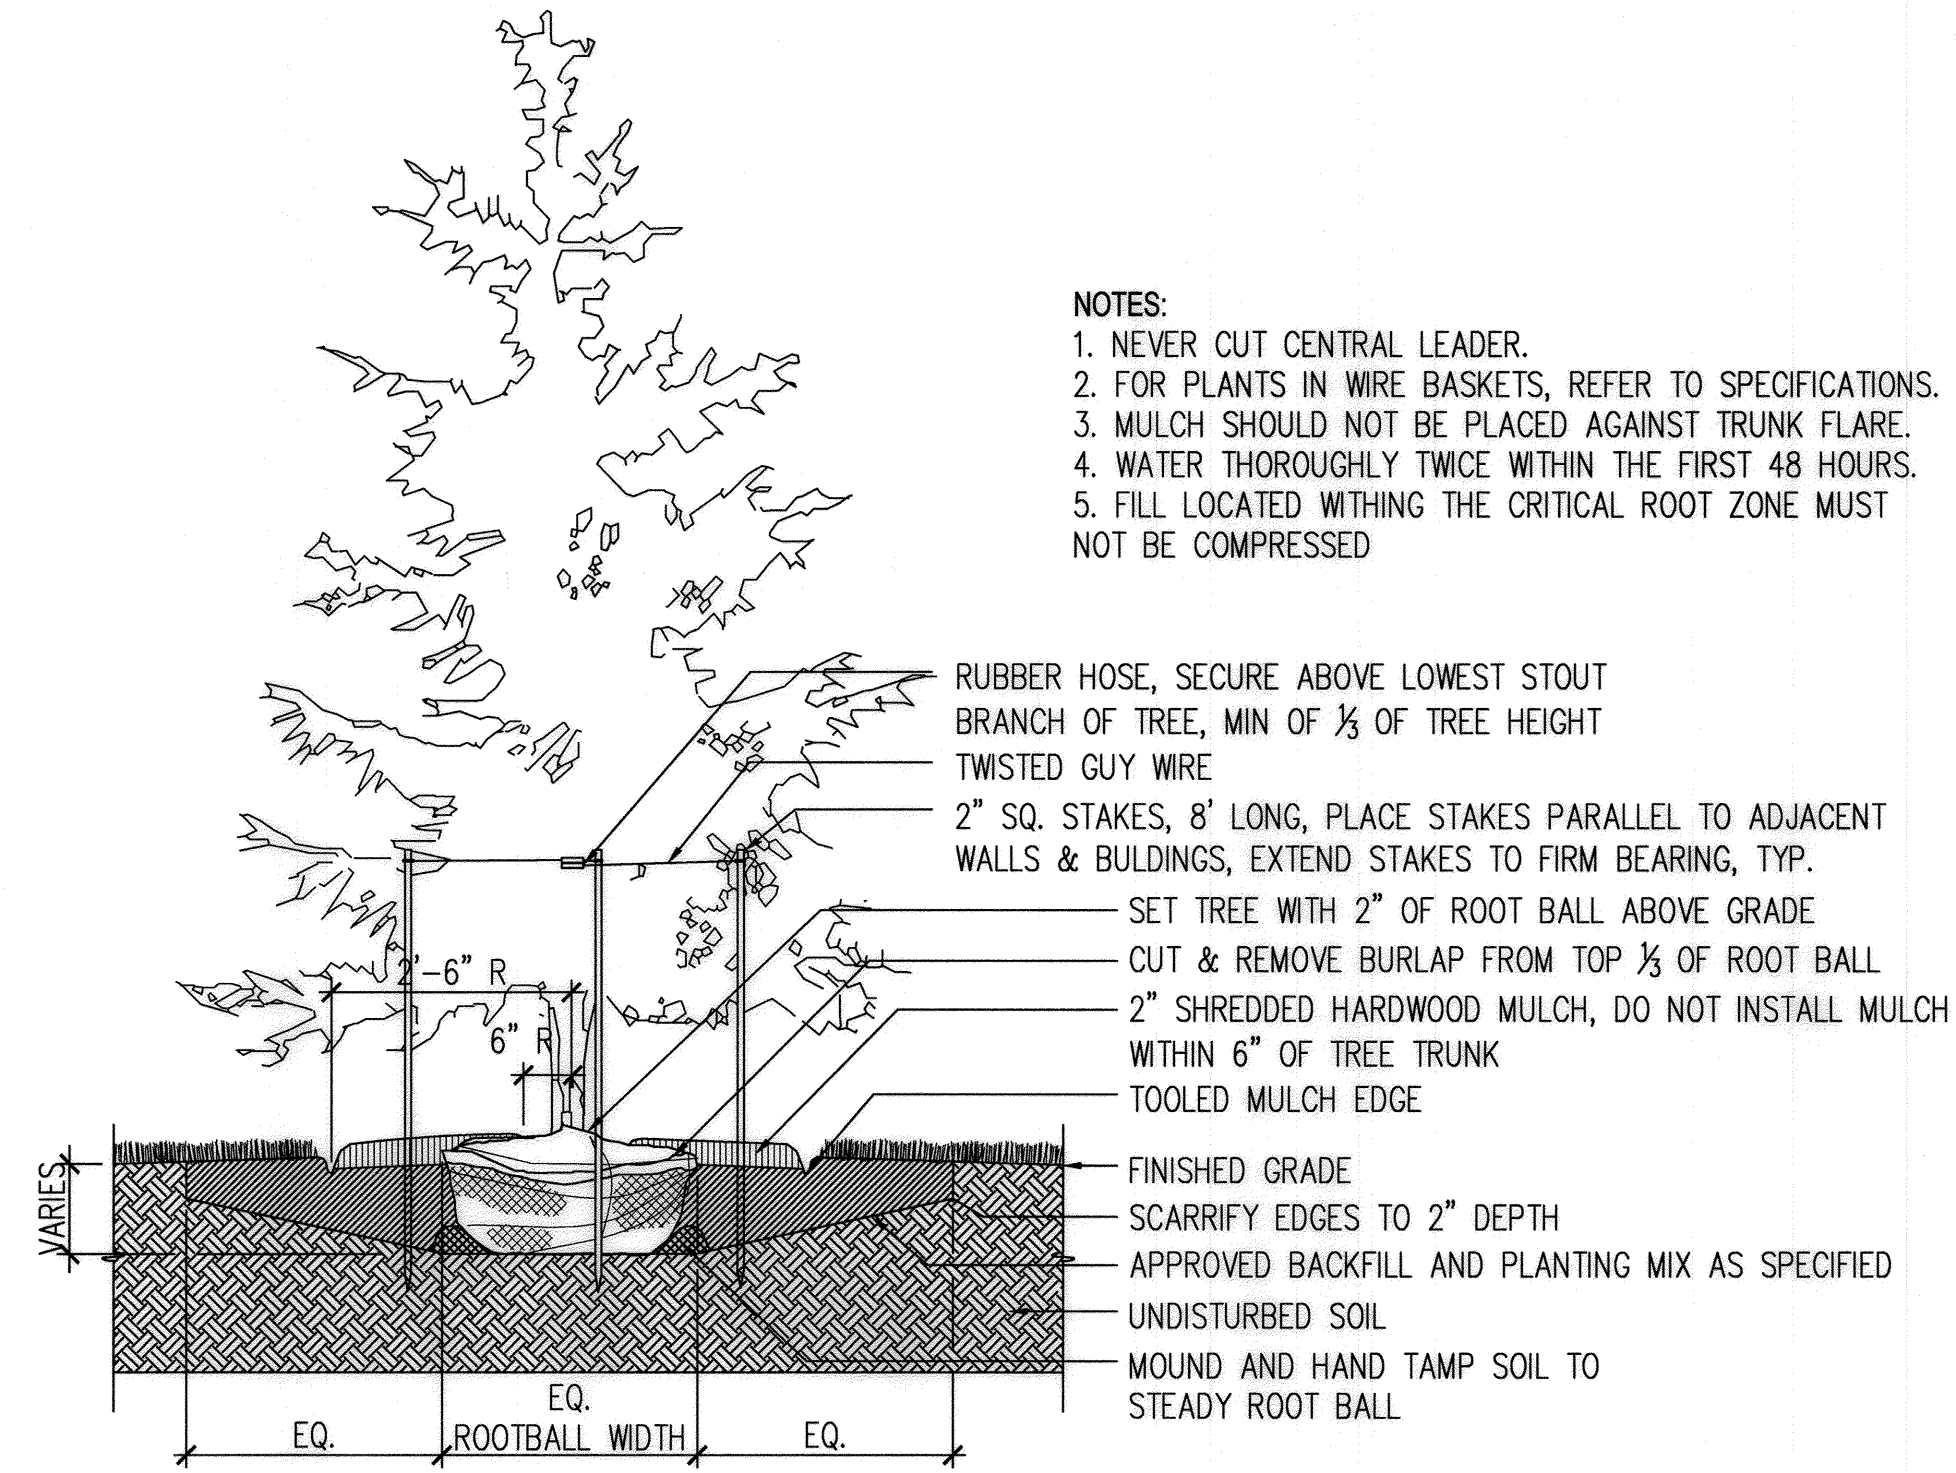 NOTES:
1. NEVER CUT CENTRAL LEADER.
2. FOR PLANTS IN WIRE BASKETS, REFER TO SPECIFICATIONS.
3. MULCH SHOULD NOT BE PLACED AGAINST TRUNK FLARE.
4. WATER THOROUGHLY TWICE WITHIN THE FIRST 48 HOURS.
5. FILL LOCATED WITHING THE CRITICAL ROOT ZONE MUST
NOT BE COMPRESSED
RUBBER HOSE, SECURE ABOVE LOWEST STOUT
BRANCH OF TREE, MIN OF ⅓ OF TREE HEIGHT
TWISTED GUY WIRE
2" SQ. STAKES, 8' LONG, PLACE STAKES PARALLEL TO ADJACENT
WALLS & BULDINGS, EXTEND STAKES TO FIRM BEARING, TYP.
SET TREE WITH 2" OF ROOT BALL ABOVE GRADE
CUT & REMOVE BURLAP FROM TOP ⅓ OF ROOT BALL
2" SHREDDED HARDWOOD MULCH, DO NOT INSTALL MULCH
WITHIN 6" OF TREE TRUNK
TOOLED MULCH EDGE
FINISHED GRADE
SCARRIFY EDGES TO 2" DEPTH
APPROVED BACKFILL AND PLANTING MIX AS SPECIFIED
UNDISTURBED SOIL
MOUND AND HAND TAMP SOIL TO
STEADY ROOT BALL
2'-6" R
6" R
VARIES
EQ.
EQ.
ROOTBALL WIDTH
EQ.